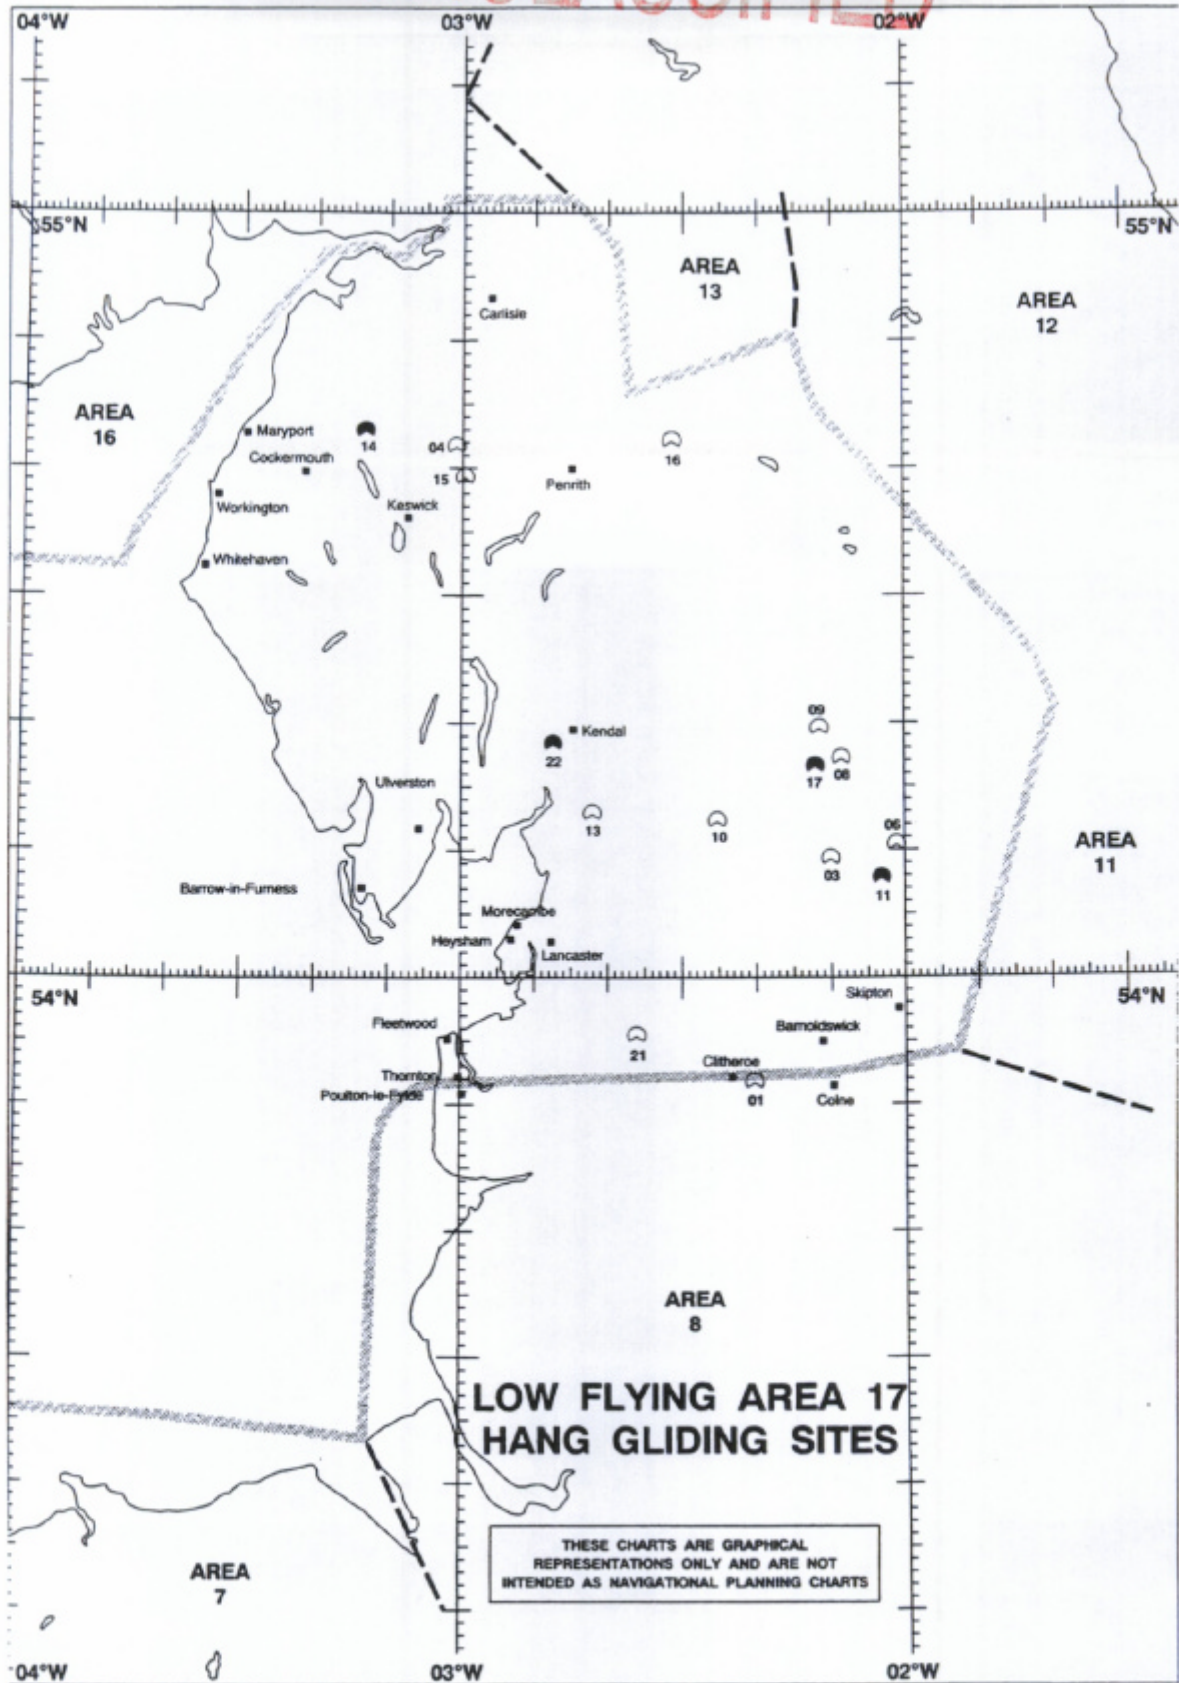 04°W
03°W
02°W
55°N
55°N
AREA
13
AREA
12
Carlisle
AREA
16
Maryport
14
04
16
Cockermouth
15
Penrith
Workington
Keswick
Whitehaven
09
Kendal
22
17
08
Ulverston
13
10
06
AREA
11
03
11
Barrow-in-Furness
Morecambe
Heysham
Lancaster
54°N
54°N
Skipton
Fleetwood
Barnoldswick
21
Clitheroe
Thornton
Poulton-le-Fylde
01
Colne
AREA
8
LOW FLYING AREA 17
HANG GLIDING SITES
THESE CHARTS ARE GRAPHICAL
REPRESENTATIONS ONLY AND ARE NOT
INTENDED AS NAVIGATIONAL PLANNING CHARTS
AREA
7
04°W
03°W
02°W